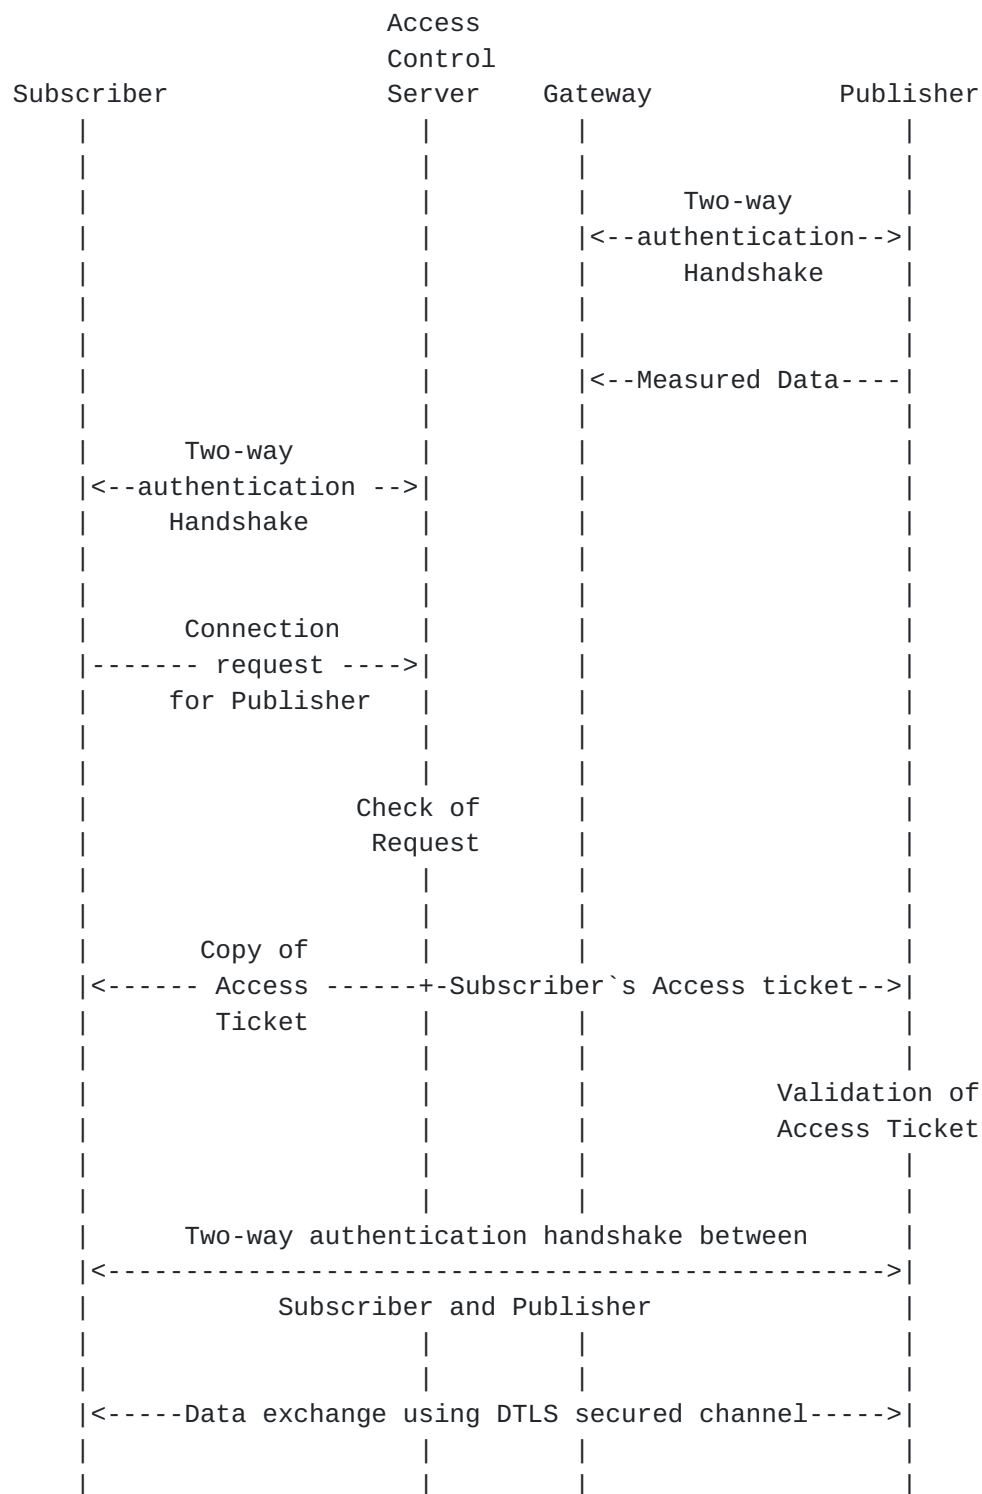 Access
                        Control
Subscriber              Server    Gateway            Publisher
    |                     |         |                    |
    |                     |         |                    |
    |                     |         |      Two-way       |
    |                     |         |<--authentication-->|
    |                     |         |      Handshake     |
    |                     |         |                    |
    |                     |         |                    |
    |                     |         |<--Measured Data----|
    |                     |         |                    |
    |      Two-way        |         |                    |
    |<--authentication -->|         |                    |
    |     Handshake       |         |                    |
    |                     |         |                    |
    |                     |         |                    |
    |      Connection     |         |                    |
    |------- request ---->|         |                    |
    |     for Publisher   |         |                    |
    |                     |         |                    |
    |                     |         |                    |
    |                 Check of      |                    |
    |                  Request      |                    |
    |                     |         |                    |
    |                     |         |                    |
    |       Copy of       |         |                    |
    |<------ Access ------+-Subscriber`s Access ticket-->|
    |        Ticket       |         |                    |
    |                     |         |                    |
    |                     |         |            Validation of
    |                     |         |            Access Ticket
    |                     |         |                    |
    |                     |         |                    |
    |      Two-way authentication handshake between      |
    |<-------------------------------------------------->|
    |            Subscriber and Publisher                |
    |                     |         |                    |
    |                     |         |                    |
    |<-----Data exchange using DTLS secured channel----->|
    |                     |         |                    |
    |                     |         |                    |